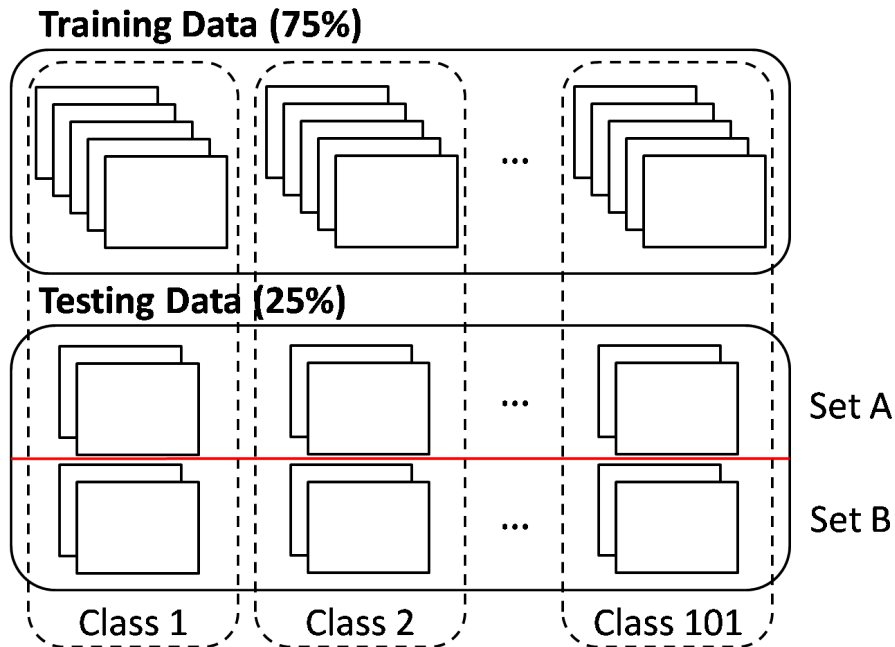 Training Data (75%)
...
Testing Data (25%)
...
Set A
...
Set B
Class 1
Class 2
Class 101